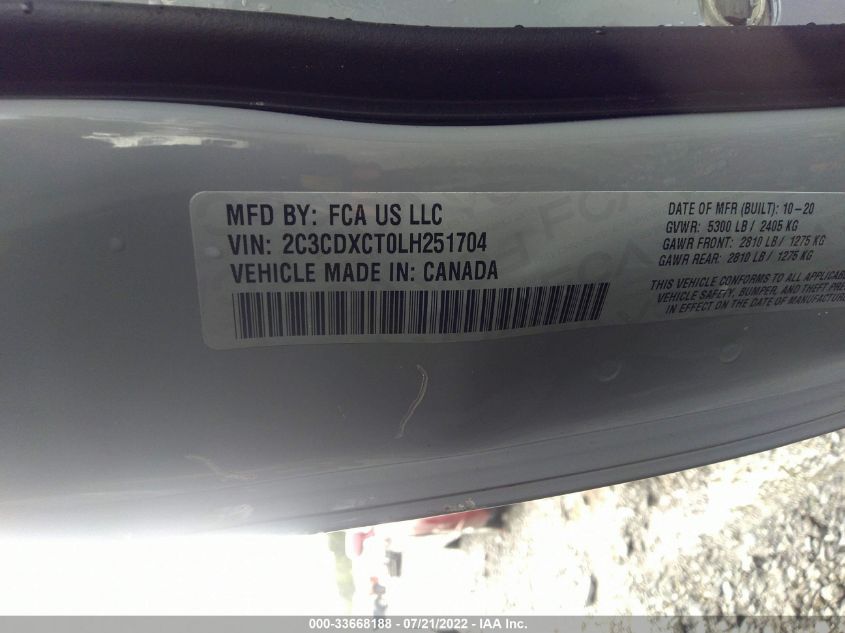 MFD BY: FCA US LLC
VIN: 2C3CDXCT0LH251704
VEHICLE MADE IN: CANADA
DATE OF MFR (BUILT): 10-20
GVWR: 5300 LB / 2405 KG
GAWR FRONT: 2810 LB / 1275 KG
GAWR REAR: 2810 LB / 1275 KG
THIS VEHICLE CONFORMS TO ALL
VEHICLE SAFETY, BUMPER, AND THEFT
IN EFFECT ON THE DATE OF
000-33668188 - 07/21/2022 - IAA Inc.